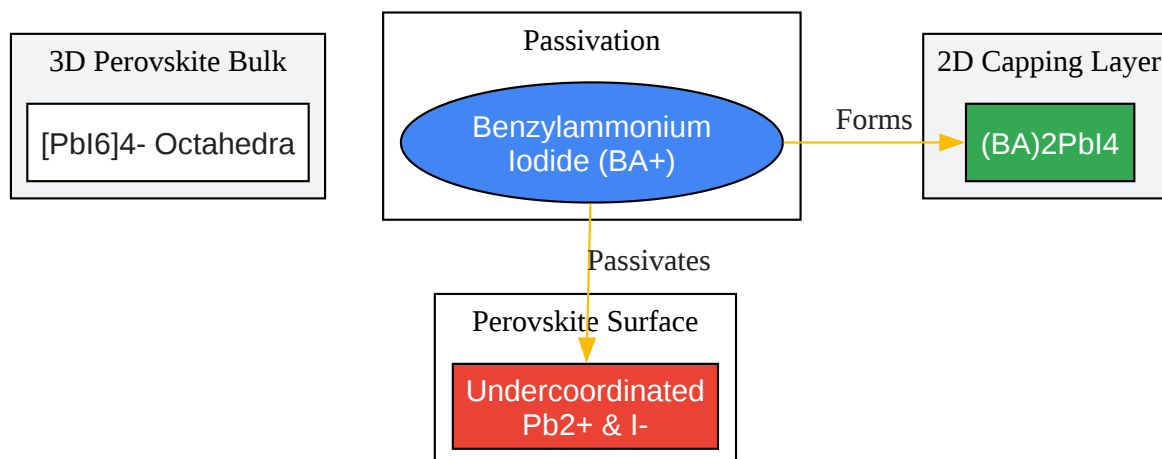 3D Perovskite Bulk
[PbI6]4- Octahedra
Passivation
Benzylammonium
Iodide (BA+)
Forms
2D Capping Layer
(BA)2PbI4
Passivates
Perovskite Surface
Undercoordinated
Pb2+ & I-